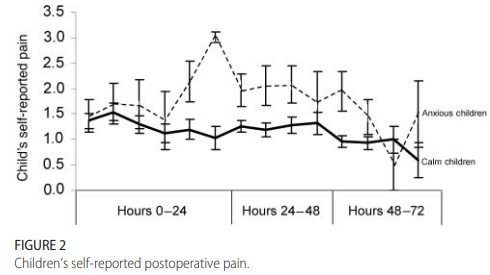 Child's self-reported pain
3.5
3.0
2.5
2.0
1.5
1.0
0.5
0.0
Anxious children
Calm children
Hours 0–24
Hours 24–48
Hours 48–72
FIGURE 2
Children's self-reported postoperative pain.